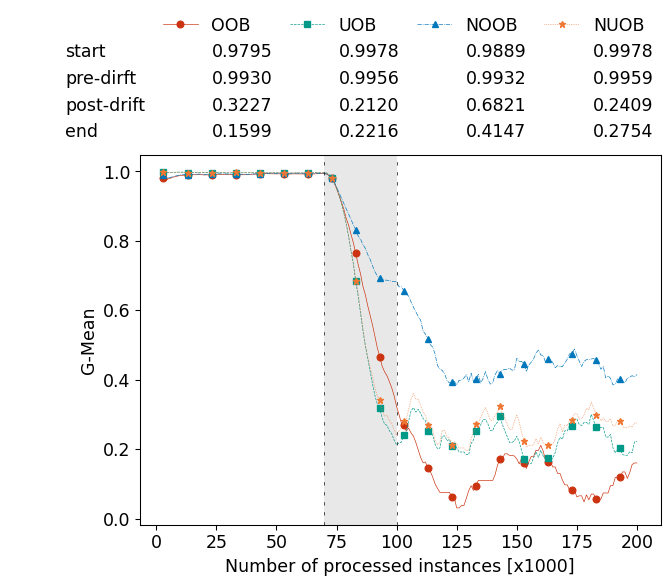 OOB UOB NOOB NUOB
start 0.9795 0.9978 0.9889 0.9978
pre-dirft 0.9930 0.9956 0.9932 0.9959
post-drift 0.3227 0.2120 0.6821 0.2409
end 0.1599 0.2216 0.4147 0.2754
1.0
0.8
0.6
0.4
0.2
0.0
G-Mean
0 25 50 75 100 125 150 175 200
Number of processed instances [x1000]